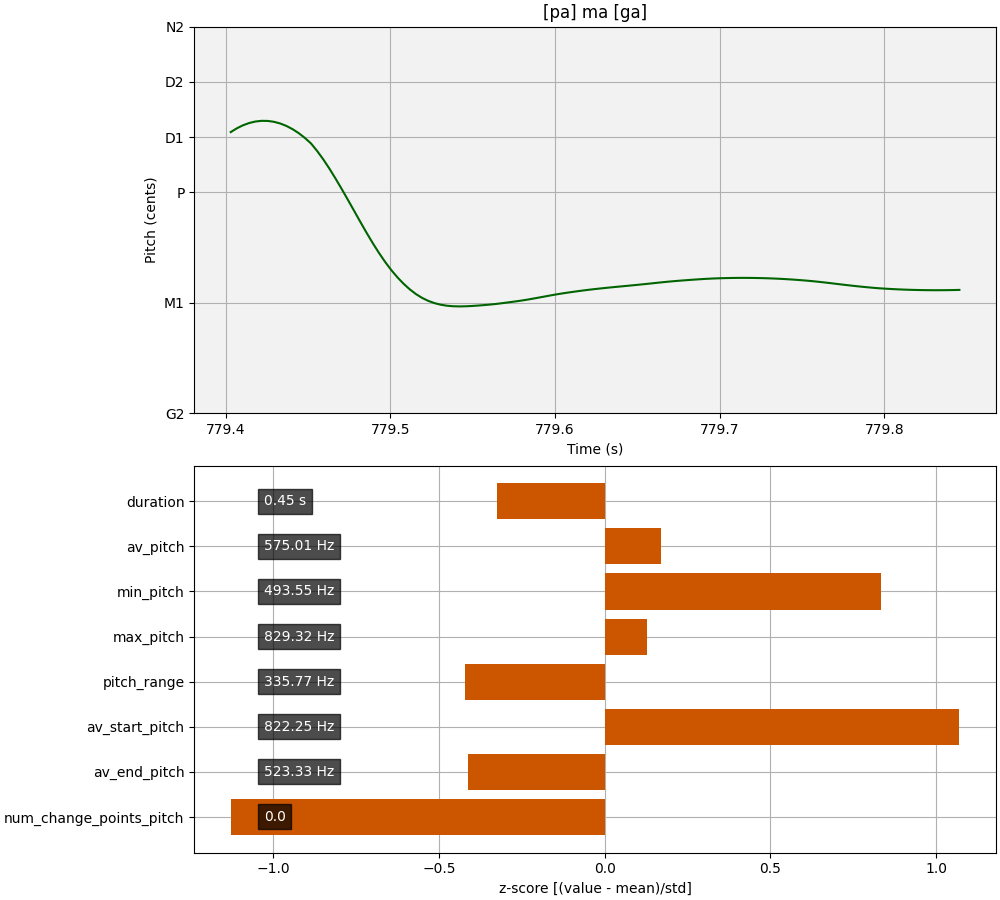 [pa] ma [ga]
N2
D2
D1
P
M1
G2
Pitch (cents)
779.4 779.5 779.6 779.7 779.8
Time (s)
duration 0.45 s
av_pitch 575.01 Hz
min_pitch 493.55 Hz
max_pitch 829.32 Hz
pitch_range 335.77 Hz
av_start_pitch 822.25 Hz
av_end_pitch 523.33 Hz
num_change_points_pitch 0.0
−1.0 −0.5 0.0 0.5 1.0
z-score [(value - mean)/std]